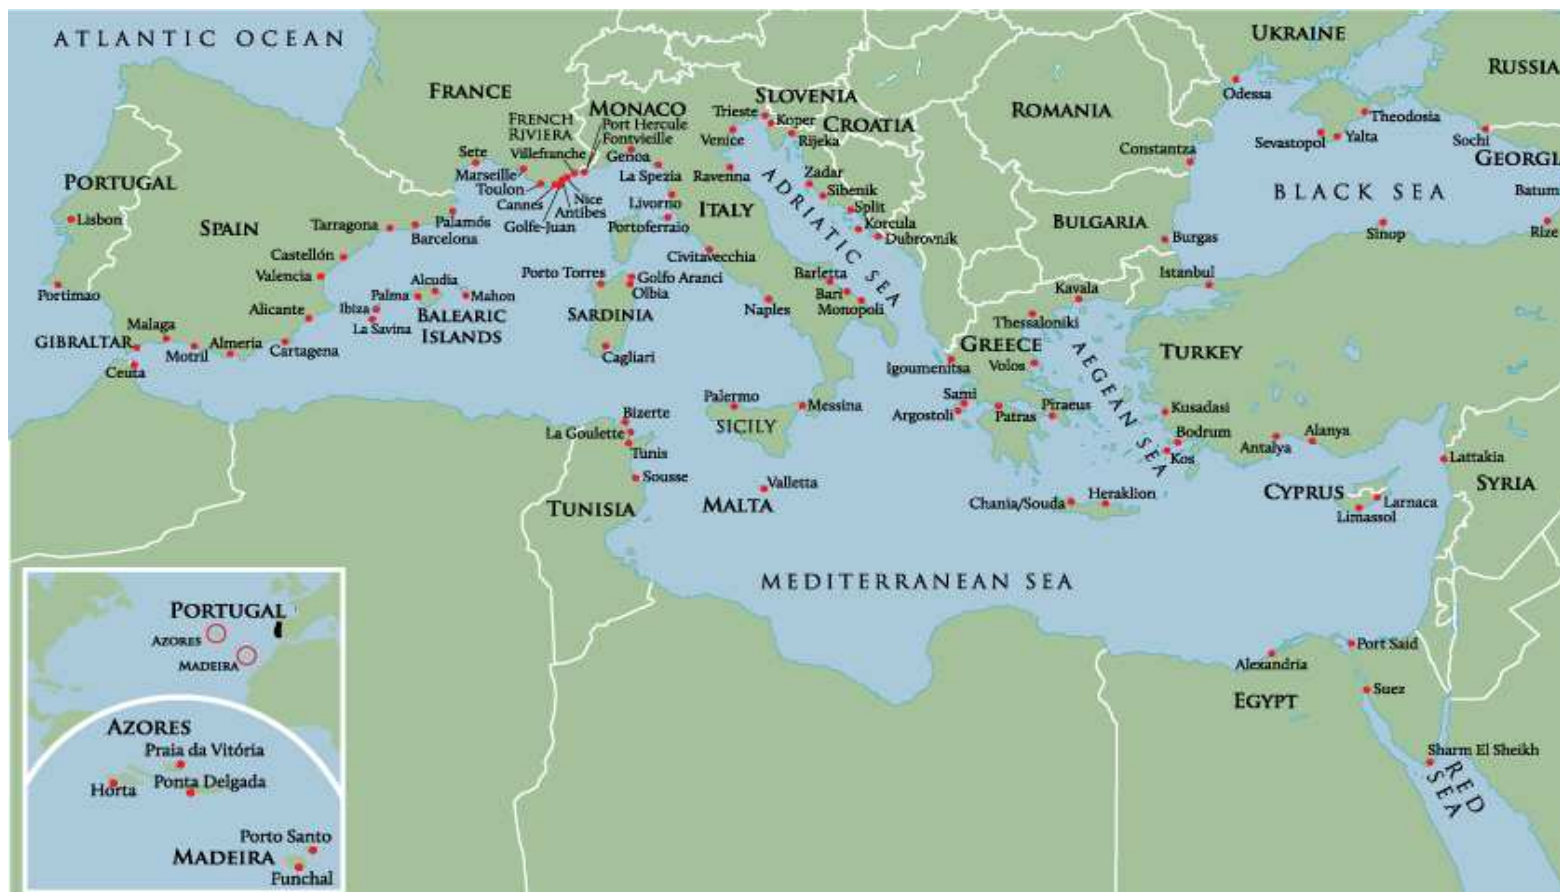 ATLANTIC OCEAN
UKRAINE
RUSSIA
FRANCE
MONACO
SLOVENIA
ROMANIA
Odessa
Port Hercule
Fontvieille
FRENCH
RIVIERA
Trieste
Koper
CROATIA
Theodosia
Sevastopol
Yalta
Sochi
Venice
Rijeka
Sete
Villefranche
Genoa
Constantza
GEORGI
Marseille
La Spezia
Ravenna
Zadar
ADRIATIC SEA
BLACK SEA
Batum
PORTUGAL
Toulon
Cannes
Nice
Antibes
Golfe-Juan
Livorno
ITALY
Sibenik
Split
Lisbon
SPAIN
Tarragona
Palamós
Barcelona
Portoferraio
Korcula
Dubrovnik
BULGARIA
Burgas
Sinop
Rize
Castellón
Civitavecchia
Valencia
Alcudia
Porto Torres
Golfo Aranci
Olbia
Barletta
Istanbul
Portimao
Palma
Mahon
Bari
Monopoli
Kavala
Alicante
Ibiza
La Savina
BALEARIC
ISLANDS
SARDINIA
Naples
Thessaloniki
Malaga
GIBRALTAR
Motril
Almeria
Cartagena
Cagliari
GREECE
AEGEAN SEA
TURKEY
Ceuta
Igoumenitsa
Volos
Palermo
Messina
Sami
Argostoli
Patras
Piraeus
Kusadasi
Bizerte
La Goulette
Tunis
SICILY
Bodrum
Kos
Antalya
Alanya
Lattakia
Sousse
TUNISIA
Valletta
MALTA
Chania/Souda
Heraklion
CYPRUS
Larnaca
Limassol
SYRIA
MEDITERRANEAN SEA
Alexandria
Port Said
EGYPT
Suez
Sharm El Sheikh
RED
SEA
PORTUGAL
AZORES
MADEIRA
AZORES
Praia da Vitória
Horta
Ponta Delgada
Porto Santo
MADEIRA
Funchal